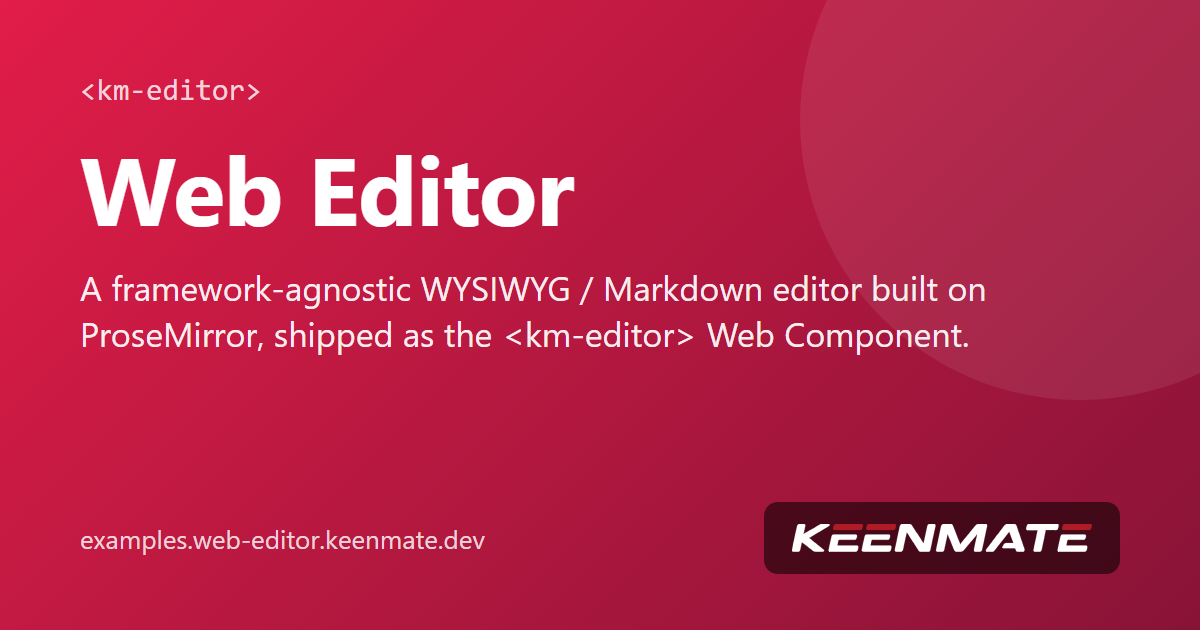 <km-editor>
Web Editor
A framework-agnostic WYSIWYG / Markdown editor built on
ProseMirror, shipped as the <km-editor> Web Component.
examples.web-editor.keenmate.dev
KEENMATE